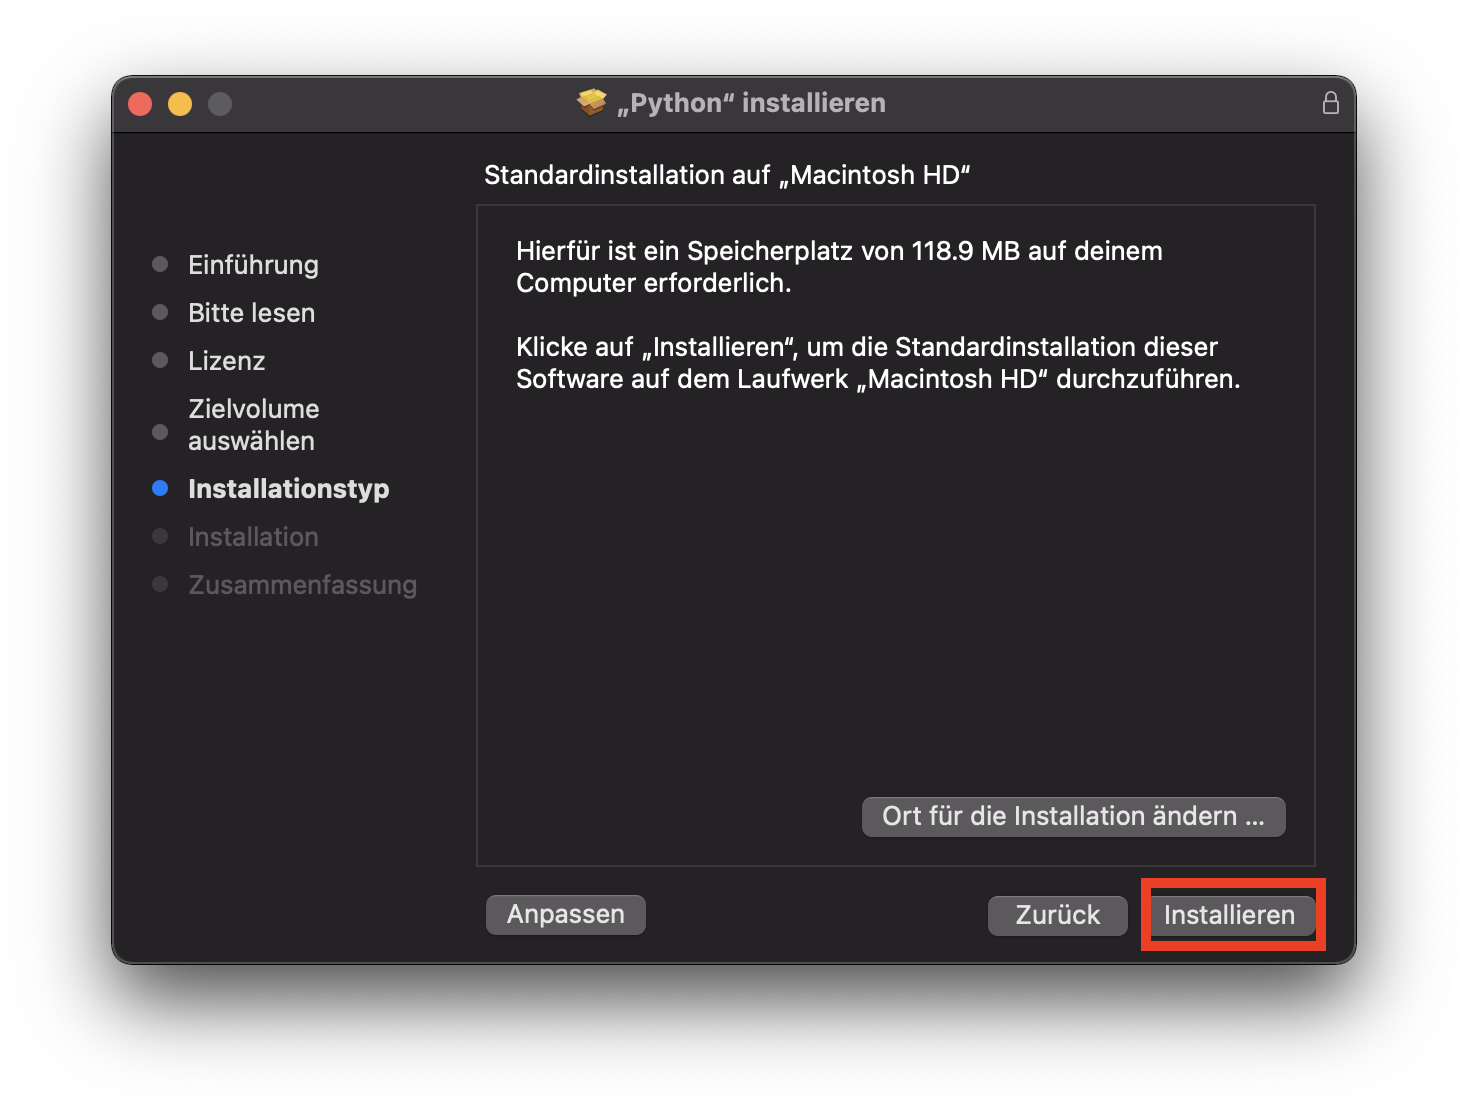 „Python“ installieren
Standardinstallation auf „Macintosh HD“
Einführung
Bitte lesen
Lizenz
Zielvolume
auswählen
Installationstyp
Installation
Zusammenfassung
Hierfür ist ein Speicherplatz von 118.9 MB auf deinem
Computer erforderlich.
Klicke auf „Installieren“, um die Standardinstallation dieser
Software auf dem Laufwerk „Macintosh HD“ durchzuführen.
Ort für die Installation ändern ...
Anpassen
Zurück
Installieren